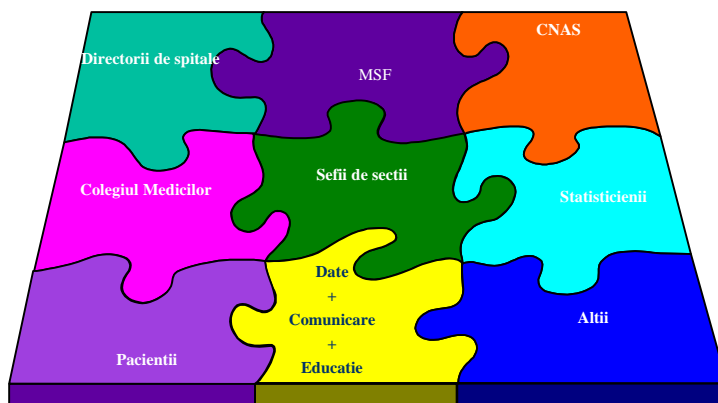 Directorii de spitale
MSF
CNAS
Colegiul Medicilor
Sefii de sectii
Statisticienii
Pacientii
Date
+
Comunicare
+
Educatie
Altii